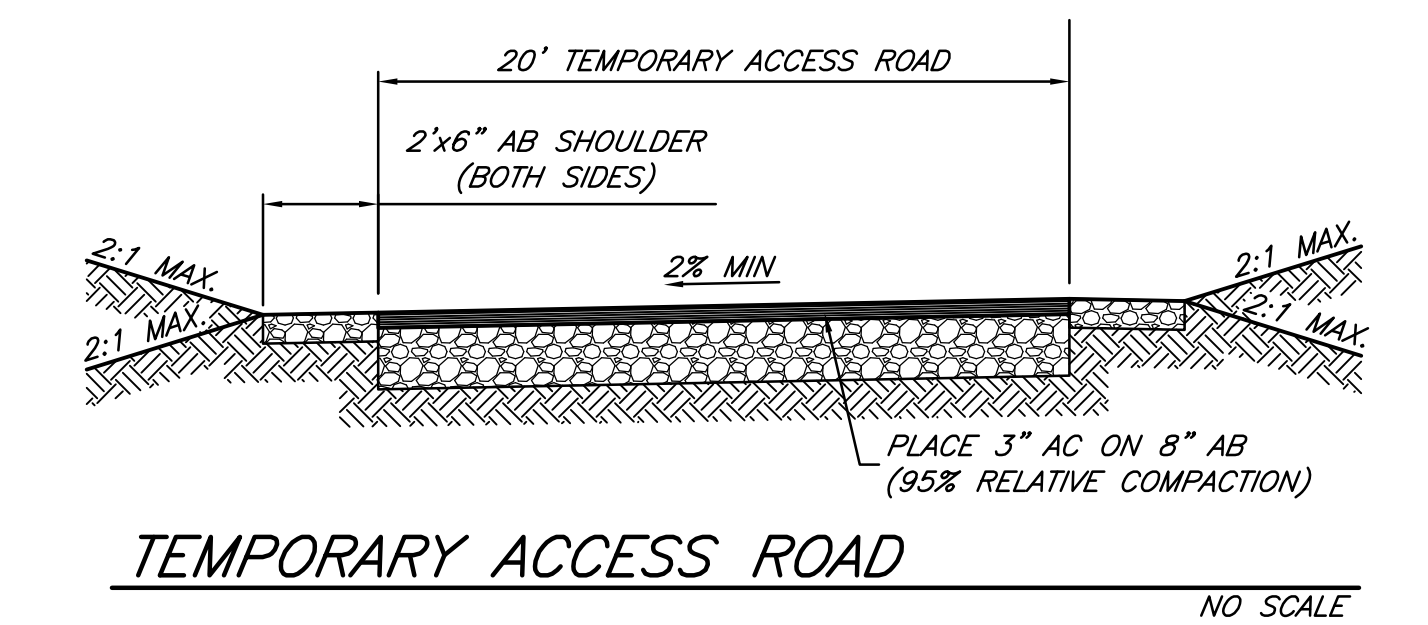 20' TEMPORARY ACCESS ROAD
2'x6" AB SHOULDER
(BOTH SIDES)
2% MIN
2:1 MAX.
2:1 MAX.
2:1 MAX.
2:1 MAX.
PLACE 3" AC ON 8" AB
(95% RELATIVE COMPACTION)
TEMPORARY ACCESS ROAD
NO SCALE